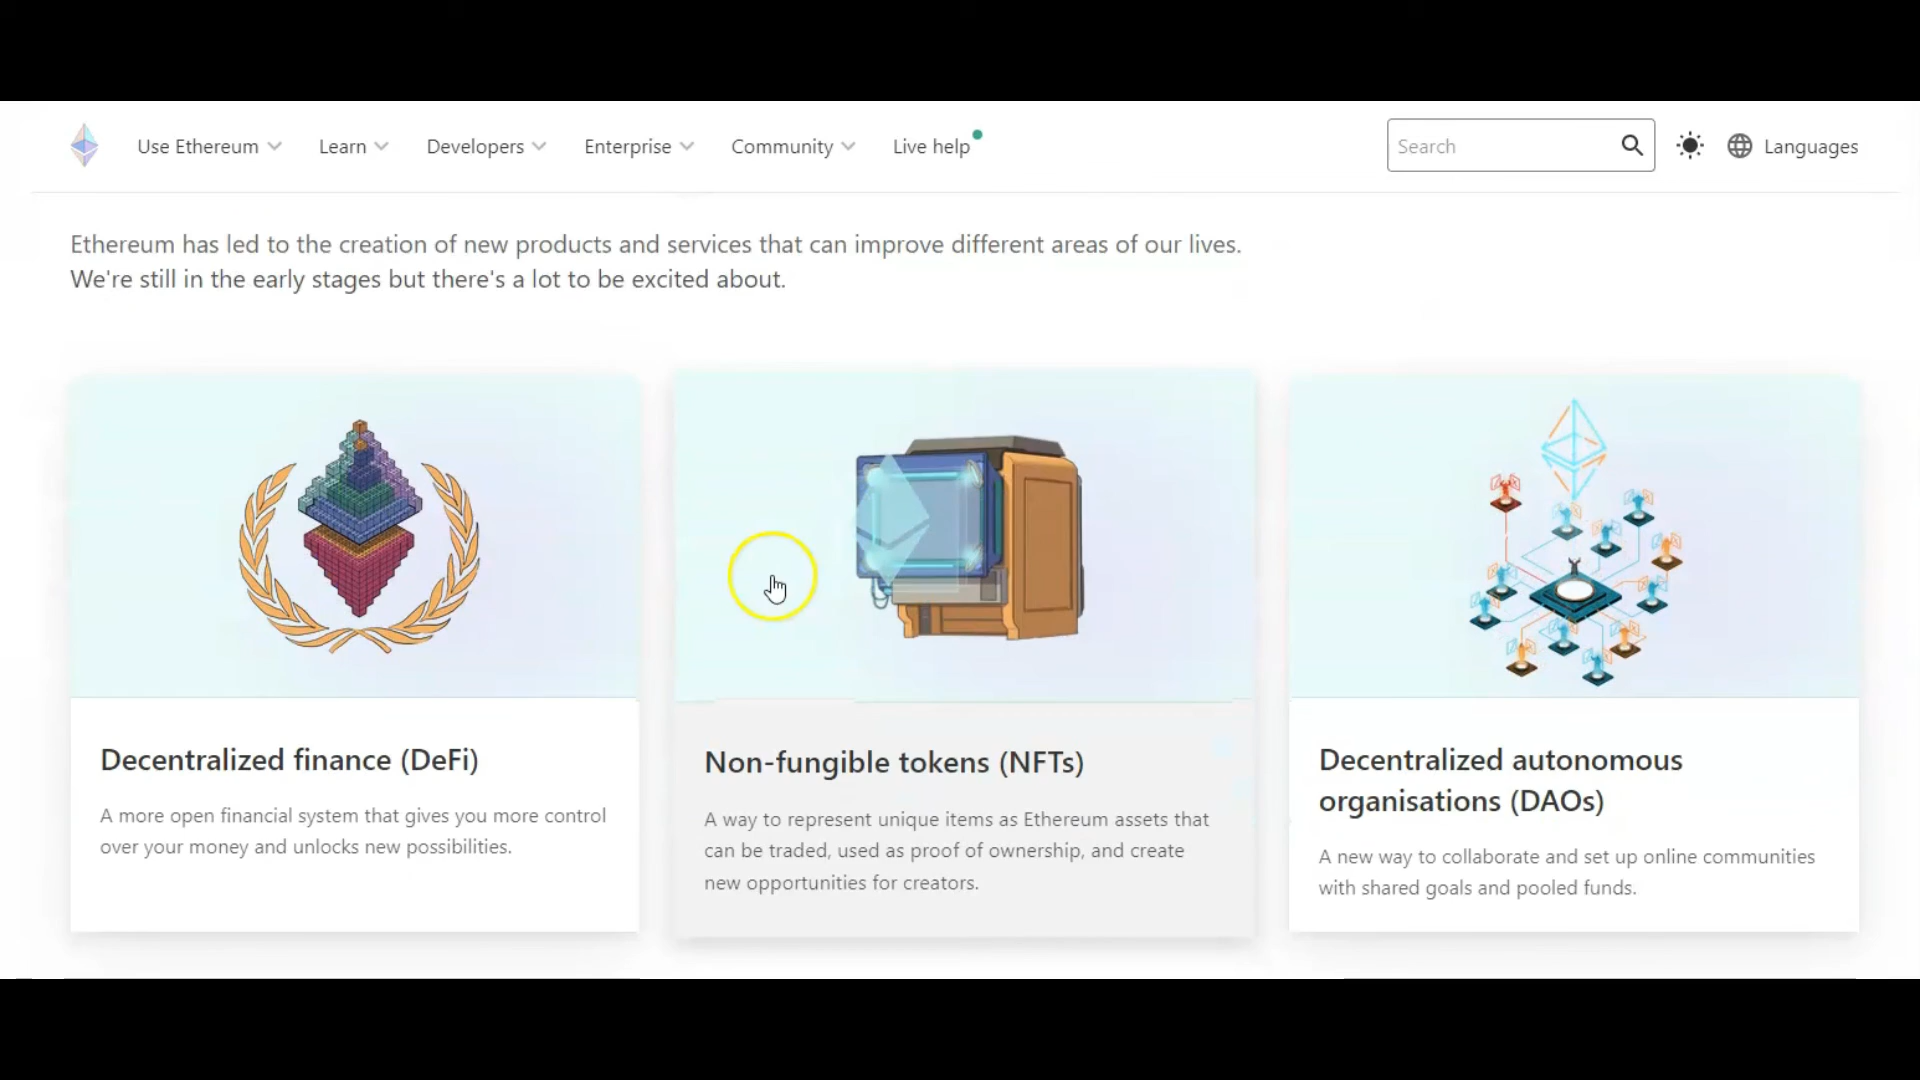 Use Ethereum
Learn
Developers
Enterprise
Community
Live help
Search
Languages
Ethereum has led to the creation of new products and services that can improve different areas of our lives.
We're still in the early stages but there's a lot to be excited about.
Decentralized finance (DeFi)
A more open financial system that gives you more control
over your money and unlocks new possibilities.
Non-fungible tokens (NFTs)
A way to represent unique items as Ethereum assets that
can be traded, used as proof of ownership, and create
new opportunities for creators.
Decentralized autonomous
organisations (DAOs)
A new way to collaborate and set up online communities
with shared goals and pooled funds.